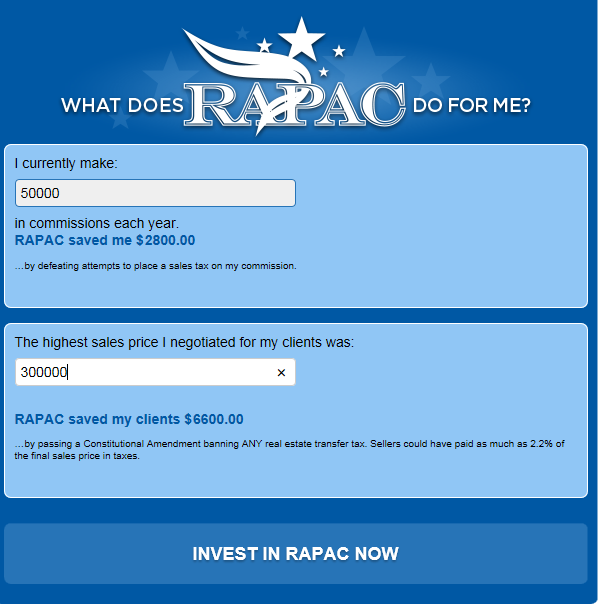 WHAT DOES RAPAC DO FOR ME?
I currently make:
50000
in commissions each year.
RAPAC saved me $2800.00
...by defeating attempts to place a sales tax on my commission.
The highest sales price I negotiated for my clients was:
300000 ×
RAPAC saved my clients $6600.00
...by passing a Constitutional Amendment banning ANY real estate transfer tax. Sellers could have paid as much as 2.2% of
the final sales price in taxes.
INVEST IN RAPAC NOW